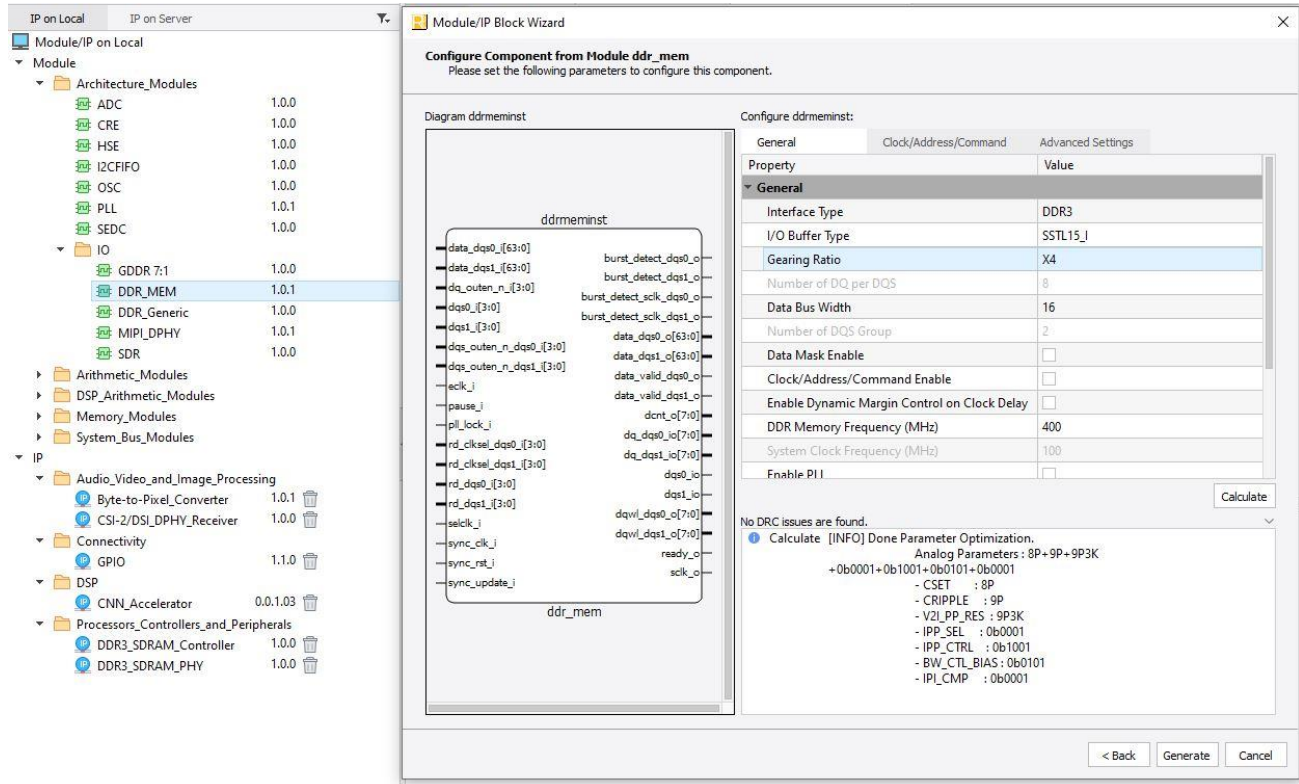 IP on Local IP on Server
Module/IP on Local
Module
Architecture_Modules
ADC 1.0.0
CRE 1.0.0
HSE 1.0.0
I2CFIFO 1.0.0
OSC 1.0.0
PLL 1.0.1
SEDC 1.0.0
IO
GDDR 7:1 1.0.0
DDR_MEM 1.0.1
DDR_Generic 1.0.0
MIPI_DPHY 1.0.1
SDR 1.0.0
Arithmetic_Modules
DSP_Arithmetic_Modules
Memory_Modules
System_Bus_Modules
IP
Audio_Video_and_Image_Processing
Byte-to-Pixel_Converter 1.0.1
CSI-2/DSI_DPHY_Receiver 1.0.0
Connectivity
GPIO 1.1.0
DSP
CNN_Accelerator 0.0.1.03
Processors_Controllers_and_Peripherals
DDR3_SDRAM_Controller 1.0.0
DDR3_SDRAM_PHY 1.0.0
Module/IP Block Wizard
Configure Component from Module ddr_mem
Please set the following parameters to configure this component.
Diagram ddrmeminst
ddrmeminst
data_dqs0_i[63:0]
data_dqs1_i[63:0]
dq_outen_n_i[3:0]
dqs0_i[3:0]
dqs1_i[3:0]
dqs_outen_n_dqs0_i[3:0]
dqs_outen_n_dqs1_i[3:0]
eclk_i
pause_i
pll_lock_i
rd_clksel_dqs0_i[3:0]
rd_clksel_dqs1_i[3:0]
rd_dqs0_i[3:0]
rd_dqs1_i[3:0]
selclk_i
sync_clk_i
sync_rst_i
sync_update_i
burst_detect_dqs0_o
burst_detect_dqs1_o
burst_detect_sclk_dqs0_o
burst_detect_sclk_dqs1_o
data_dqs0_o[63:0]
data_dqs1_o[63:0]
data_valid_dqs0_o
data_valid_dqs1_o
dcnt_o[7:0]
dq_dqs0_io[7:0]
dq_dqs1_io[7:0]
dqs0_io
dqs1_io
dqwl_dqs0_o[7:0]
dqwl_dqs1_o[7:0]
ready_o
sclk_o
ddr_mem
Configure ddrmeminst:
General Clock/Address/Command Advanced Settings
Property Value
General
Interface Type DDR3
I/O Buffer Type SSTL15_I
Gearing Ratio X4
Number of DQ per DQS 8
Data Bus Width 16
Number of DQS Group 2
Data Mask Enable
Clock/Address/Command Enable
Enable Dynamic Margin Control on Clock Delay
DDR Memory Frequency (MHz) 400
System Clock Frequency (MHz) 100
Enable PLL
Calculate
No DRC issues are found.
Calculate [INFO] Done Parameter Optimization.
Analog Parameters : 8P+9P+9P3K
+0b0001+0b1001+0b0101+0b0001
- CSET : 8P
- CRIPPLE : 9P
- V2I_PP_RES : 9P3K
- IPP_SEL : 0b0001
- IPP_CTRL : 0b1001
- BW_CTL_BIAS : 0b0101
- IPI_CMP : 0b0001
< Back Generate Cancel